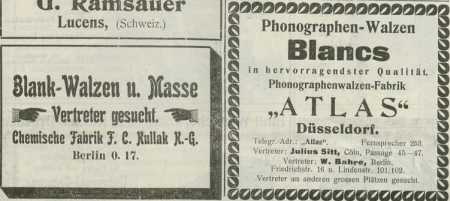 G. Ramsauer
Lucens, (Schweiz.)
Blank-Walzen u. Masse
Vertreter gesucht.
Chemische Fabrik F. C. Kullak A.-G.
Berlin O. 17.
Phonographen-Walzen
Blancs
in hervorragendster Qualität.
Phonographenwalzen-Fabrik
„ATLAS“
Düsseldorf.
Telegr.-Adr.: „Atlas“. Fernsprecher 253
Vertreter: Julius Sitt, Cöln, Passage 45—47.
Vertreter: W. Bahre, Berlin,
Friedrichstr. 16 u. Lindenstr. 101,102.
Vertreter an anderen grossen Plätzen gesucht.